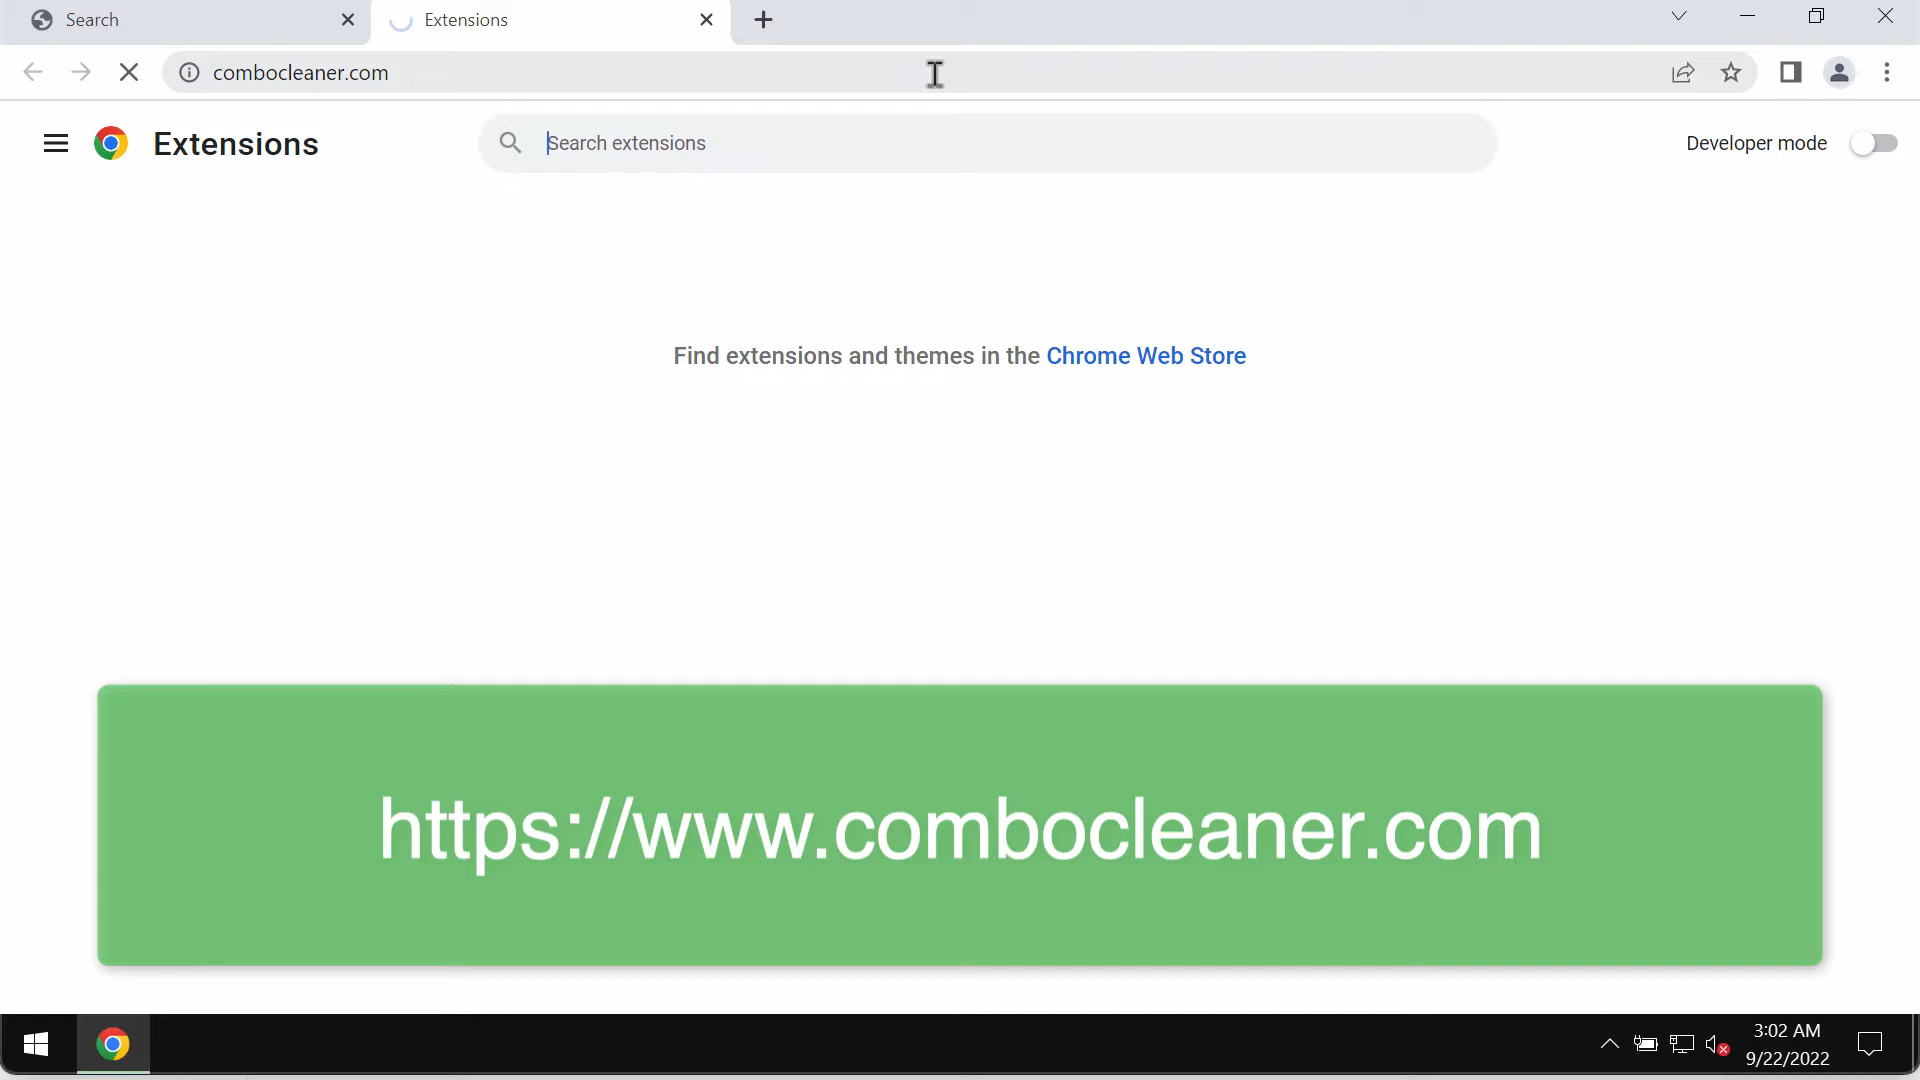 Search
Extensions
combocleaner.com
Extensions
Search extensions
Developer mode
Find extensions and themes in the Chrome Web Store
https://www.combocleaner.com
3:02 AM
9/22/2022